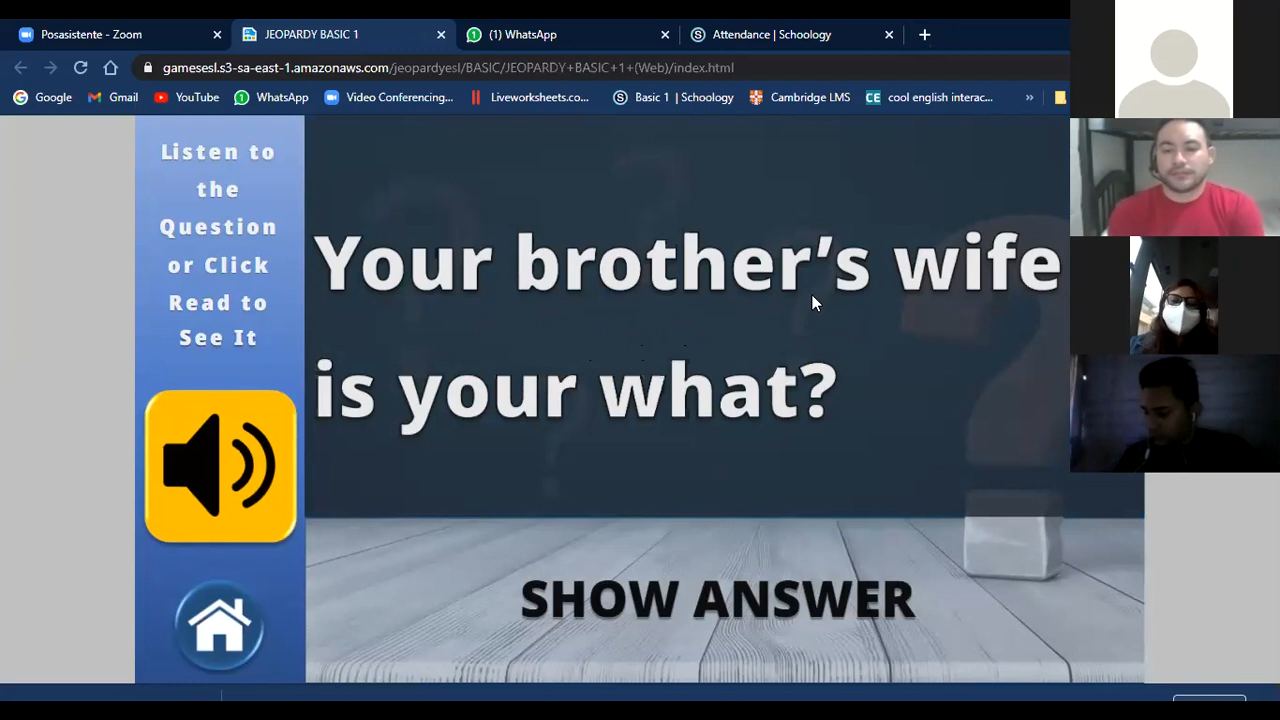 Posasistente - Zoom
JEOPARDY BASIC 1
(1) WhatsApp
Attendance | Schoology
gamesesl.s3-sa-east-1.amazonaws.com/jeopardyesl/BASIC/JEOPARDY+BASIC+1+(Web)/index.html
Google
Gmail
YouTube
WhatsApp
Video Conferencing...
Liveworksheets.co...
Basic 1 | Schoology
Cambridge LMS
CE
cool english interac...
»
Listen to
the
Question
or Click
Read to
See It
Your brother’s wife
is your what?
SHOW ANSWER